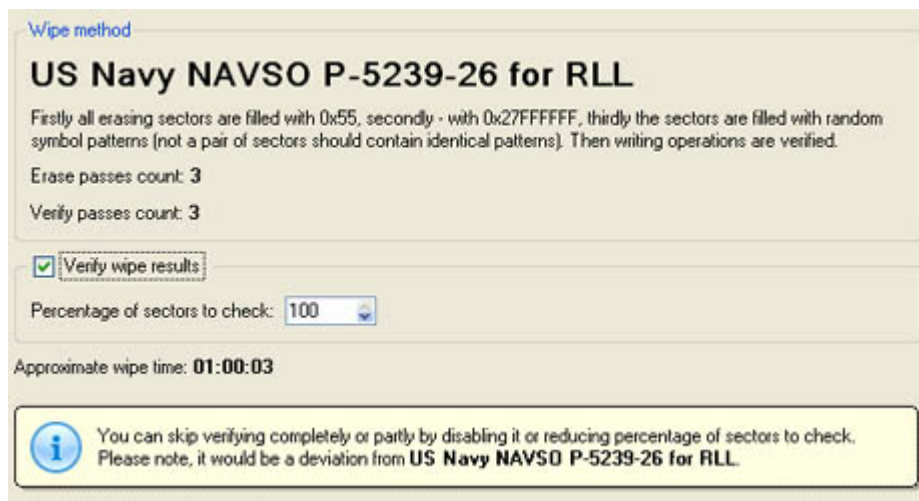 Wipe method
US Navy NAVSO P-5239-26 for RLL
Firstly all erasing sectors are filled with 0x55, secondly - with 0x27FFFFFF, thirdly the sectors are filled with random
symbol patterns (not a pair of sectors should contain identical patterns). Then writing operations are verified.
Erase passes count: 3
Verify passes count: 3
Verify wipe results
Percentage of sectors to check: 100
Approximate wipe time: 01:00:03
You can skip verifying completely or partly by disabling it or reducing percentage of sectors to check.
Please note, it would be a deviation from US Navy NAVSO P-5239-26 for RLL.